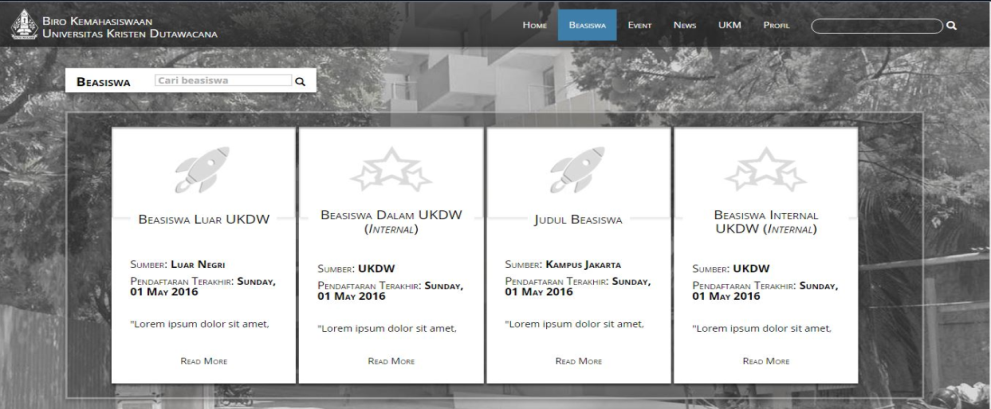 Biro Kemahasiswaan
Universitas Kristen Dutawacana
Home Beasiswa Event News UKM Profil
Beasiswa Cari beasiswa
Beasiswa Luar UKDW
Sumber: Luar Negri
Pendaftaran Terakhir: Sunday,
01 May 2016
"Lorem ipsum dolor sit amet,
Read More
Beasiswa Dalam UKDW
(Internal)
Sumber: UKDW
Pendaftaran Terakhir: Sunday,
01 May 2016
"Lorem ipsum dolor sit amet,
Read More
Judul Beasiswa
Sumber: Kampus Jakarta
Pendaftaran Terakhir: Sunday,
01 May 2016
"Lorem ipsum dolor sit amet,
Read More
Beasiswa Internal
UKDW (Internal)
Sumber: UKDW
Pendaftaran Terakhir: Sunday,
01 May 2016
"Lorem ipsum dolor sit amet,
Read More